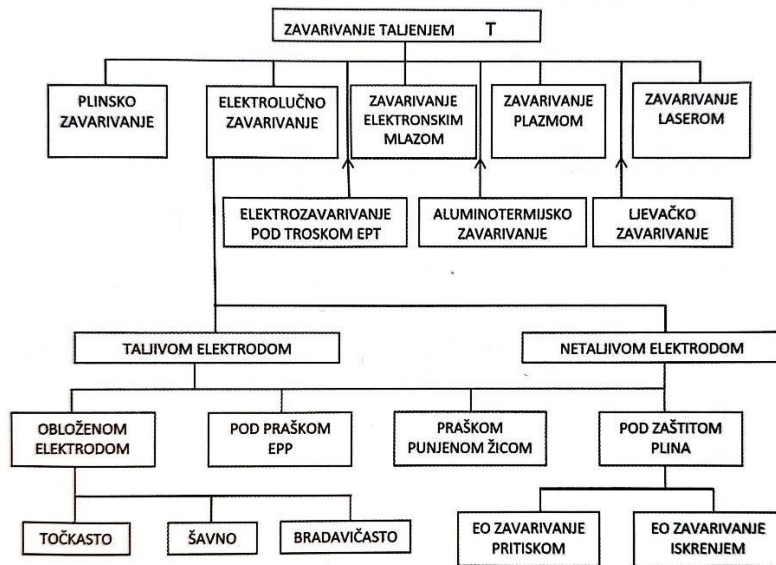 ZAVARIVANJE TALJENJEM T
PLINSKO
ZAVARIVANJE
ELEKTROLUČNO
ZAVARIVANJE
ZAVARIVANJE
ELEKTRONSKIM
MLAZOM
ZAVARIVANJE
PLAZMOM
ZAVARIVANJE
LASEROM
ELEKTROZAVARIVANJE
POD TROSKOM EPT
ALUMINOTERMIJSKO
ZAVARIVANJE
LJEVAČKO
ZAVARIVANJE
TALJIVOM ELEKTRODOM
NETALJIVOM ELEKTRODOM
OBLOŽENOM
ELEKTRODOM
POD PRAŠKOM
EPP
PRAŠKOM
PUNJENOM ŽICOM
POD ZAŠTITOM
PLINA
TOČKASTO
ŠAVNO
BRADAVIČASTO
EO ZAVARIVANJE
PRITISKOM
EO ZAVARIVANJE
ISKRENJEM